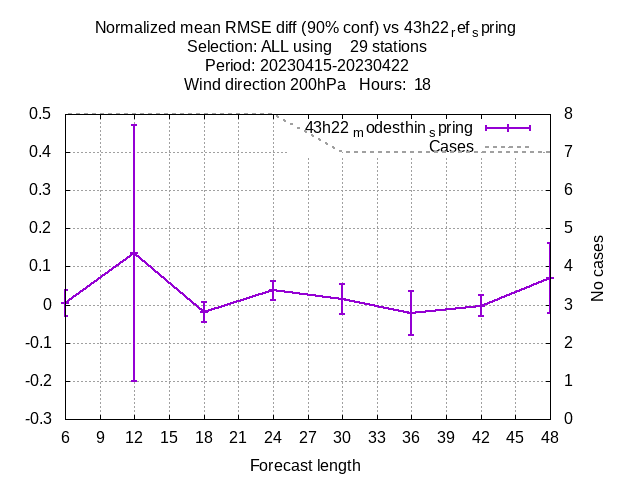 Normalized mean RMSE diff (90% conf) vs 43h22refspring
Selection: ALL using 29 stations
Period: 20230415-20230422
Wind direction 200hPa Hours: 18
0.5
0.4
0.3
0.2
0.1
0
-0.1
-0.2
-0.3
8
7
6
5
4
3
2
1
0
No cases
43h22modesthinspring
Cases
6 9 12 15 18 21 24 27 30 33 36 39 42 45 48
Forecast length